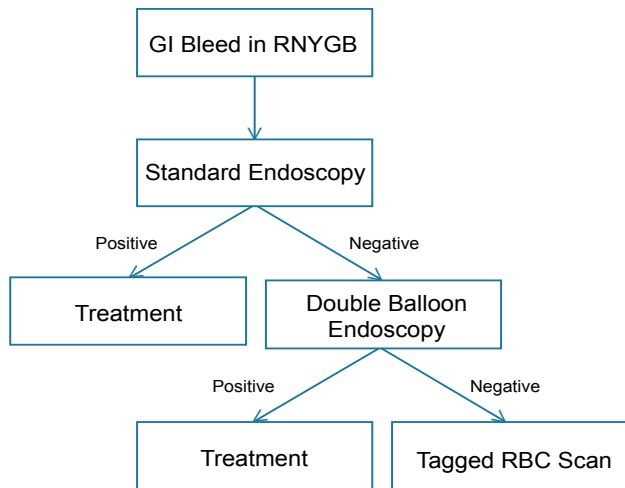 GI Bleed in RNYGB
Standard Endoscopy
Positive
Negative
Treatment
Double Balloon
Endoscopy
Positive
Negative
Treatment
Tagged RBC Scan